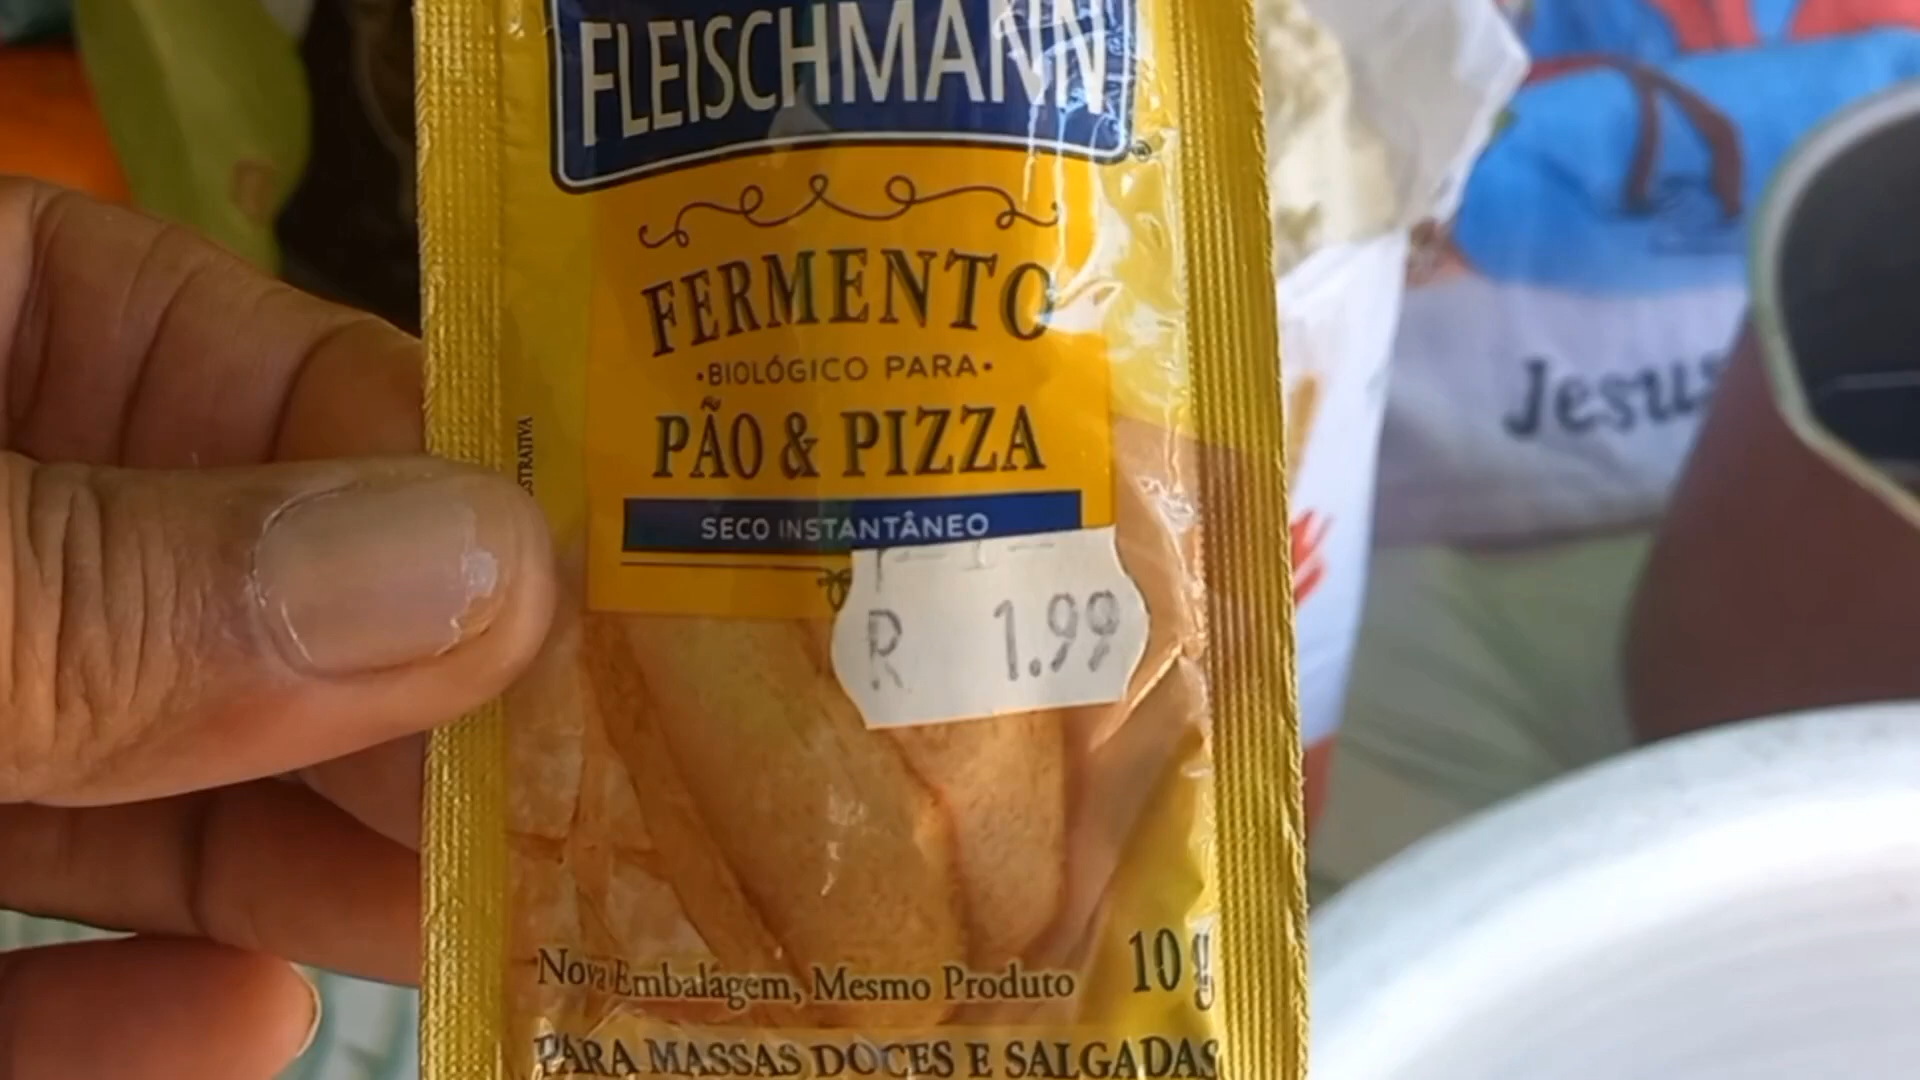 FLEISCHMANN
FERMENTO
•BIOLÓGICO PARA•
PÃO & PIZZA
SECO INSTANTÂNEO
R 1.99
Nova Embalagem, Mesmo Produto
10 g
PARA MASSAS DOCES E SALGADAS
Jesus